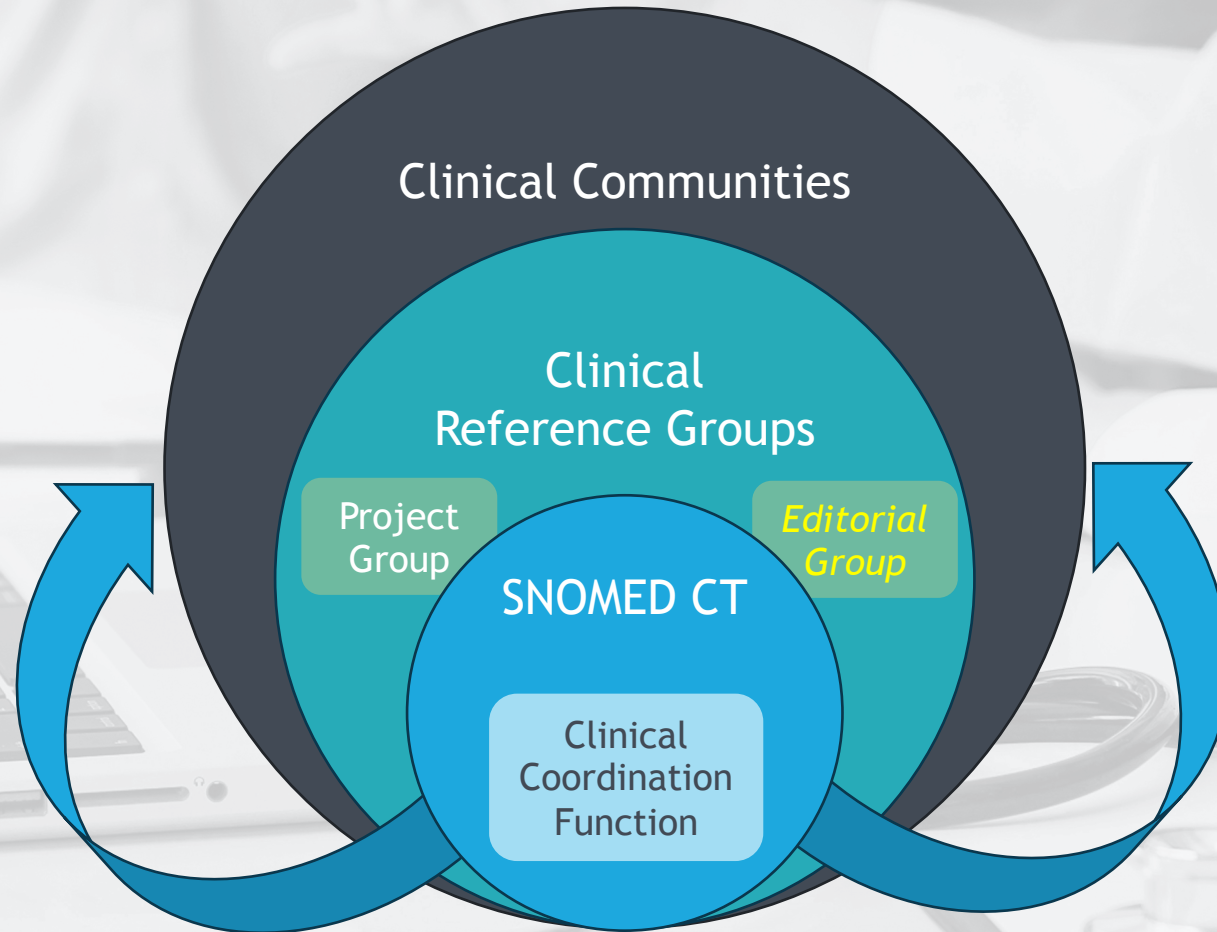 Clinical Communities
Clinical
Reference Groups
Project
Group
Editorial
Group
SNOMED CT
Clinical
Coordination
Function